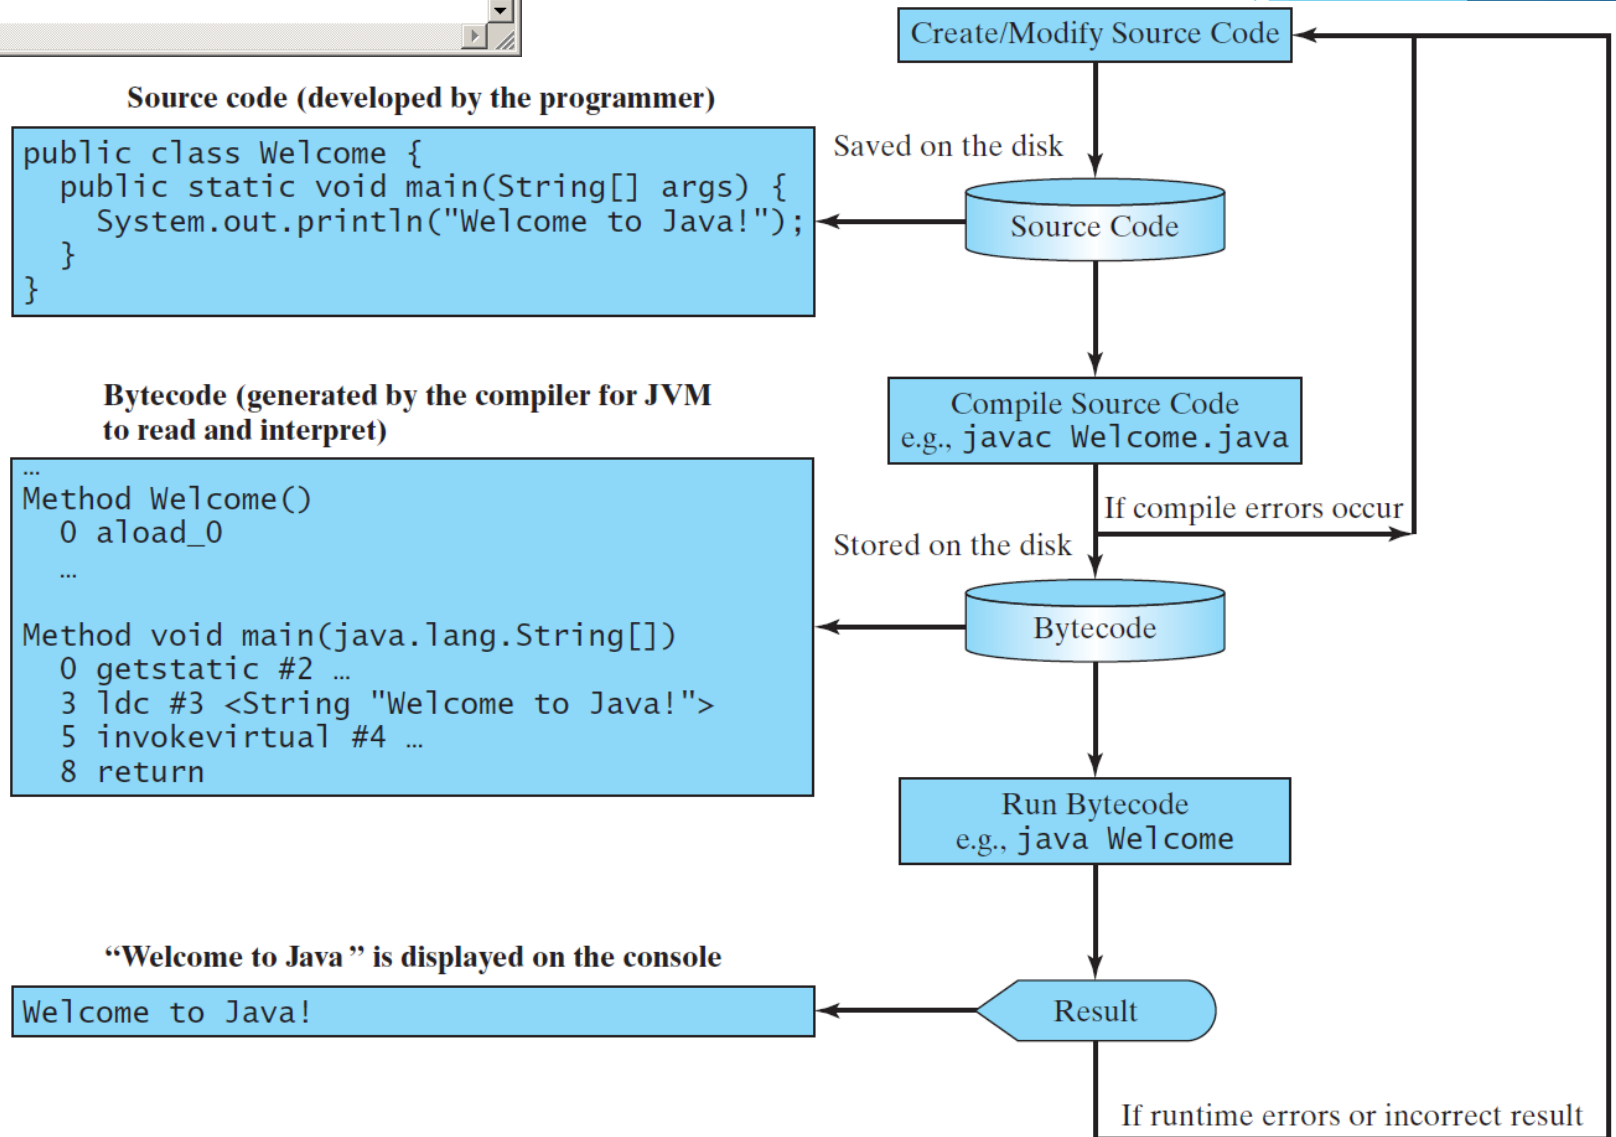 Create/Modify Source Code
Source code (developed by the programmer)
public class Welcome {
  public static void main(String[] args) {
    System.out.println("Welcome to Java!");
  }
}
Saved on the disk
Source Code
Bytecode (generated by the compiler for JVM
to read and interpret)
Compile Source Code
e.g., javac Welcome.java
…
Method Welcome()
  0 aload_0
  …
Method void main(java.lang.String[])
  0 getstatic #2 …
  3 ldc #3 <String "Welcome to Java!">
  5 invokevirtual #4 …
  8 return
If compile errors occur
Stored on the disk
Bytecode
Run Bytecode
e.g., java Welcome
“Welcome to Java” is displayed on the console
Welcome to Java!
Result
If runtime errors or incorrect result